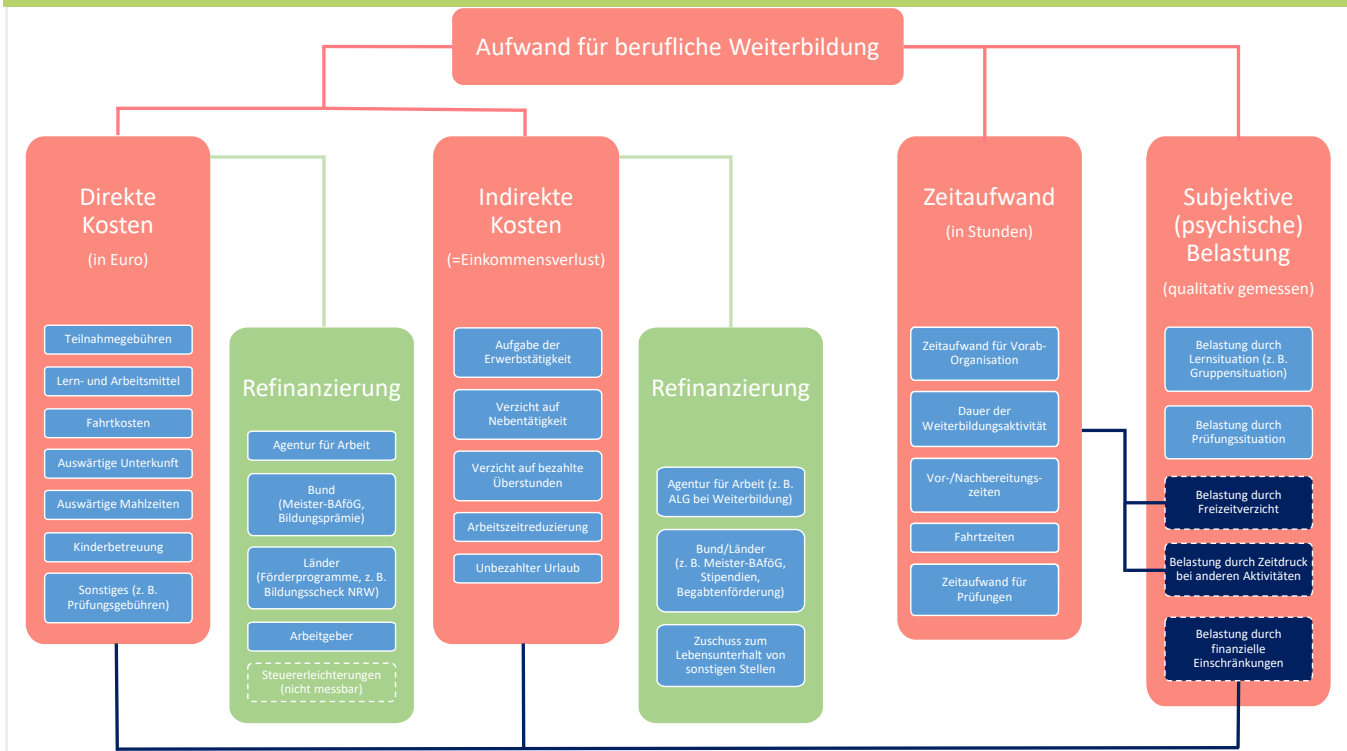 Aufwand für berufliche Weiterbildung
Direkte
Kosten
(in Euro)
Teilnahmegebühren
Lern- und Arbeitsmittel
Fahrtkosten
Auswärtige Unterkunft
Auswärtige Mahlzeiten
Kinderbetreuung
Sonstiges (z. B.
Prüfungsgebühren)
Refinanzierung
Agentur für Arbeit
Bund
(Meister-BAföG,
Bildungsprämie)
Länder
(Förderprogramme, z. B.
Bildungsscheck NRW)
Arbeitgeber
Steuererleichterungen
(nicht messbar)
Indirekte
Kosten
(=Einkommensverlust)
Aufgabe der
Erwerbstätigkeit
Verzicht auf
Nebentätigkeit
Verzicht auf bezahlte
Überstunden
Arbeitszeitreduzierung
Unbezahlter Urlaub
Refinanzierung
Agentur für Arbeit (z. B.
ALG bei Weiterbildung)
Bund/Länder
(z. B. Meister-BAföG,
Stipendien,
Begabtenförderung)
Zuschuss zum
Lebensunterhalt von
sonstigen Stellen
Zeitaufwand
(in Stunden)
Zeitaufwand für Vorab-
Organisation
Dauer der
Weiterbildungsaktivität
Vor-/Nachbereitungs-
zeiten
Fahrtzeiten
Zeitaufwand für
Prüfungen
Subjektive
(psychische)
Belastung
(qualitativ gemessen)
Belastung durch
Lernsituation (z. B.
Gruppensituation)
Belastung durch
Prüfungssituation
Belastung durch
Freizeitverzicht
Belastung durch Zeitdruck
bei anderen Aktivitäten
Belastung durch
finanzielle
Einschränkungen